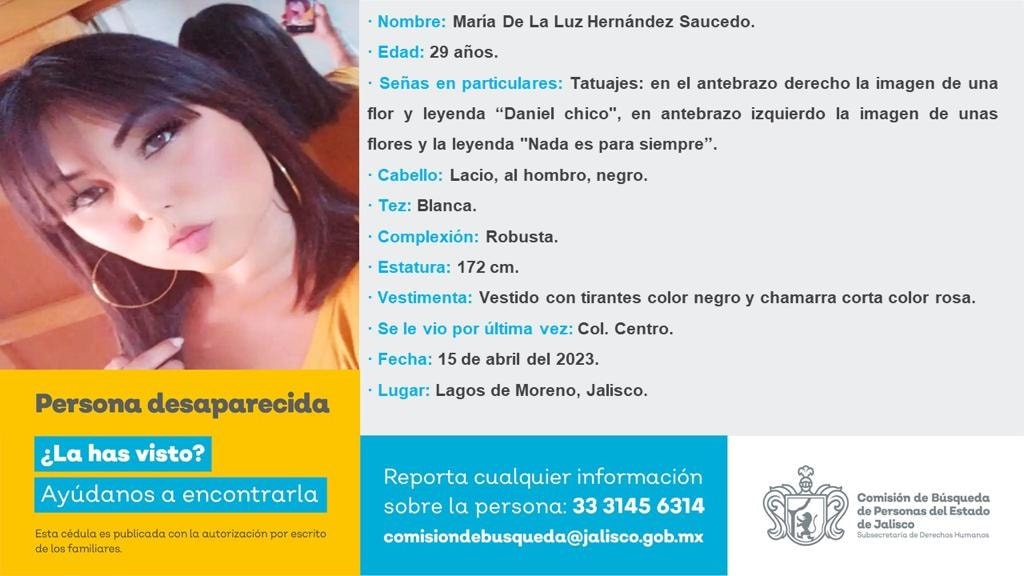 · Nombre: María De La Luz Hernández Saucedo.
· Edad: 29 años.
· Señas en particulares: Tatuajes: en el antebrazo derecho la imagen de una
flor y leyenda “Daniel chico", en antebrazo izquierdo la imagen de unas
flores y la leyenda "Nada es para siempre”.
· Cabello: Lacio, al hombro, negro.
· Tez: Blanca.
· Complexión: Robusta.
· Estatura: 172 cm.
· Vestimenta: Vestido con tirantes color negro y chamarra corta color rosa.
· Se le vio por última vez: Col. Centro.
· Fecha: 15 de abril del 2023.
· Lugar: Lagos de Moreno, Jalisco.
Persona desaparecida
¿La has visto?
Ayúdanos a encontrarla
Esta cédula es publicada con la autorización por escrito
de los familiares.
Reporta cualquier información
sobre la persona: 33 3145 6314
comisiondebusqueda@jalisco.gob.mx
Comisión de Búsqueda
de Personas del Estado
de Jalisco
Subsecretaría de Derechos Humanos